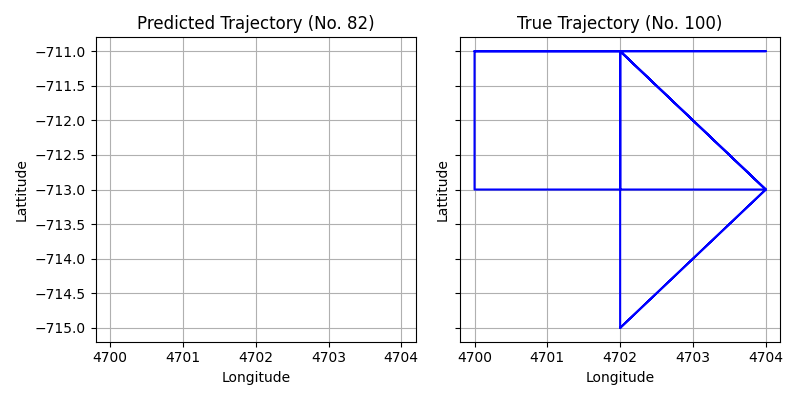 Predicted Trajectory (No. 82)
True Trajectory (No. 100)
−711.0
−711.5
−712.0
−712.5
−713.0
−713.5
−714.0
−714.5
−715.0
Lattitude
Lattitude
4700 4701 4702 4703 4704
4700 4701 4702 4703 4704
Longitude
Longitude